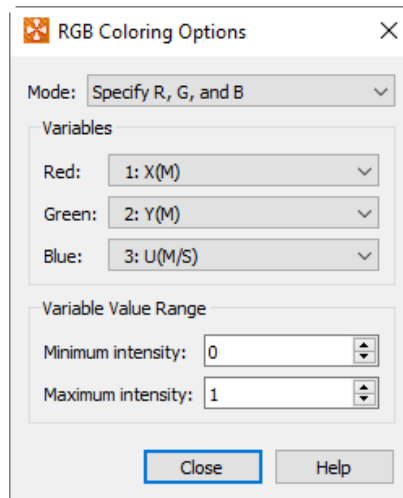 RGB Coloring Options
Mode: Specify R, G, and B
Variables
Red: 1: X(M)
Green: 2: Y(M)
Blue: 3: U(M/S)
Variable Value Range
Minimum intensity: 0
Maximum intensity: 1
Close Help